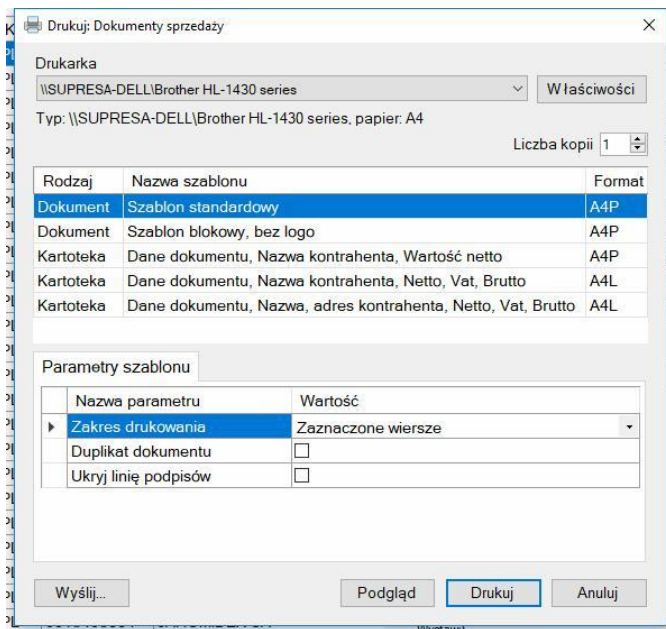 Drukuj: Dokumenty sprzedaży
Drukarka
\\SUPRESA-DELL\Brother HL-1430 series
Właściwości
Typ: \\SUPRESA-DELL\Brother HL-1430 series, papier: A4
Liczba kopii 1
Rodzaj Nazwa szablonu Format
Dokument Szablon standardowy A4P
Dokument Szablon blokowy, bez logo A4P
Kartoteka Dane dokumentu, Nazwa kontrahenta, Wartość netto A4P
Kartoteka Dane dokumentu, Nazwa kontrahenta, Netto, Vat, Brutto A4L
Kartoteka Dane dokumentu, Nazwa, adres kontrahenta, Netto, Vat, Brutto A4L
Parametry szablonu
Nazwa parametru Wartość
Zakres drukowania Zaznaczone wiersze
Duplikat dokumentu
Ukryj linię podpisów
Wyślij... Podgląd Drukuj Anuluj